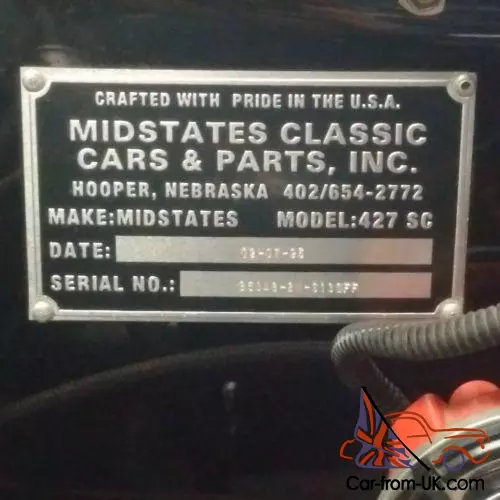 CRAFTED WITH PRIDE IN THE U.S.A.
MIDSTATES CLASSIC
CARS & PARTS, INC.
HOOPER, NEBRASKA 402/654-2772
MAKE:MIDSTATES MODEL:427 SC
DATE:
SERIAL NO.:
Car-from-UK.com